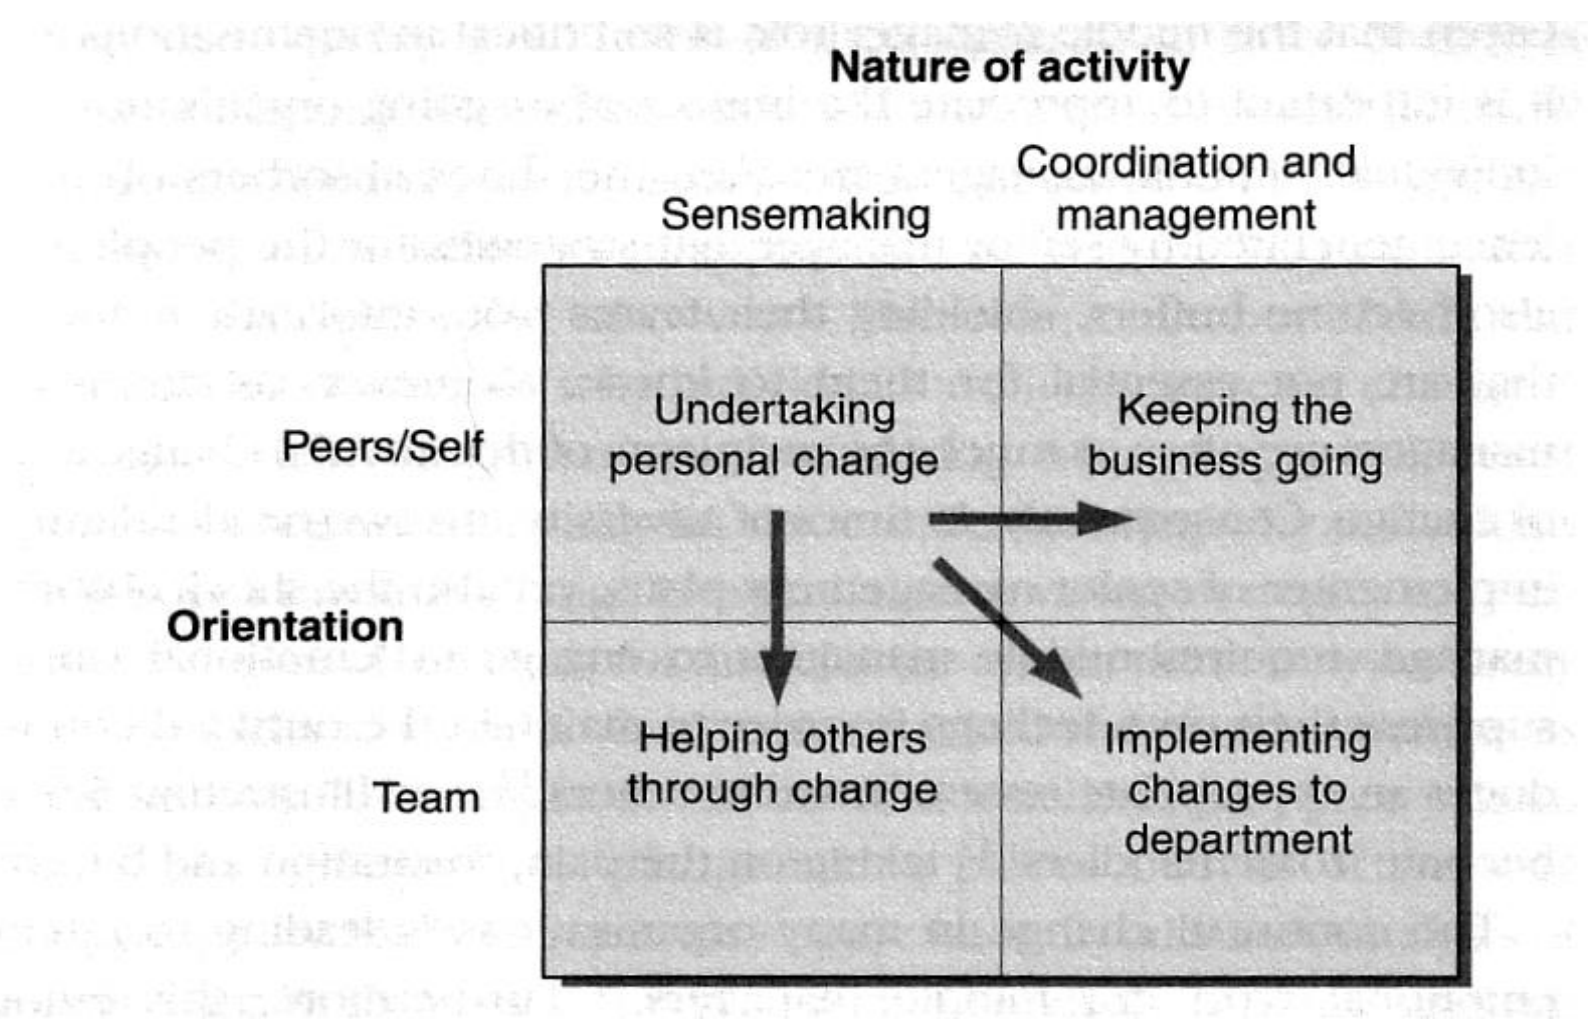 Nature of activity
Coordination and
Sensemaking management
Undertaking Keeping the
Peers/Self personal change business going
Orientation
Helping others Implementing
Team through change changes to
department